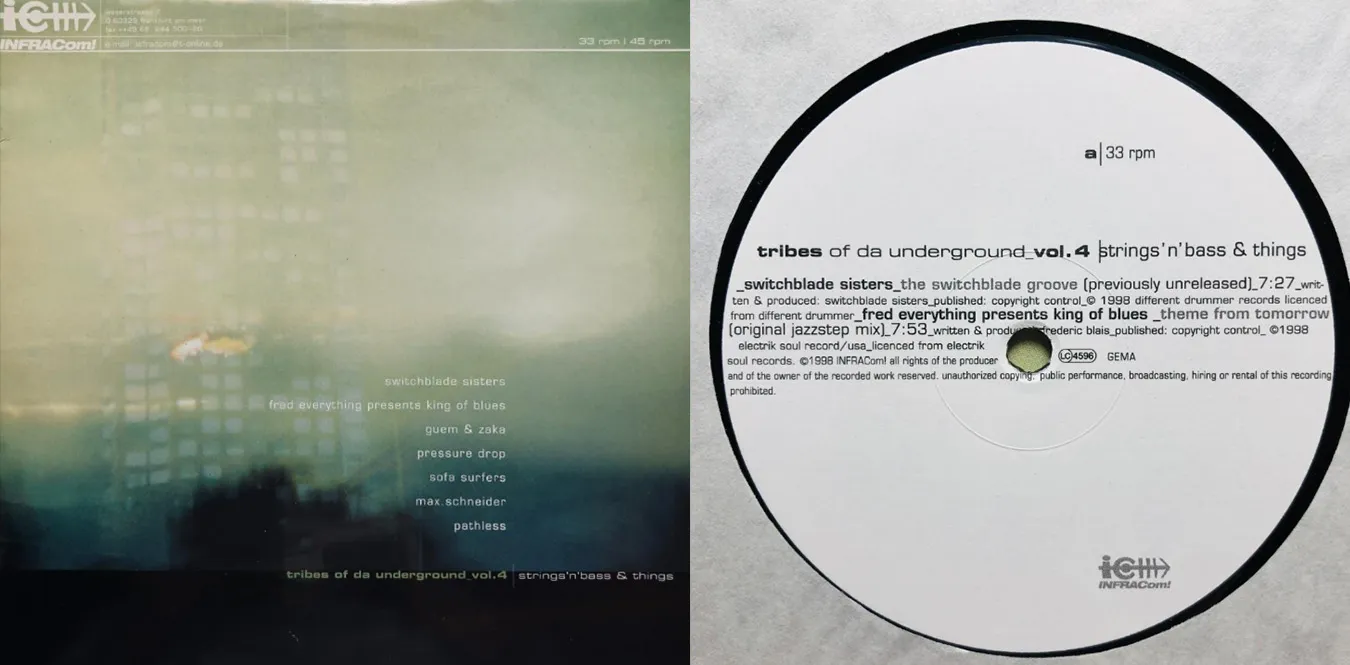 INFRACom!
33 rpm | 45 rpm
switchblade sisters
fred everything presents king of blues
guem & zaka
pressure drop
sofa surfers
max.schneider
pathless
tribes of da underground_vol.4 | strings'n'bass & things
a | 33 rpm
tribes of da underground_vol.4 | strings'n'bass & things
_switchblade sisters_the switchblade groove (previously unreleased)_7:27_writ-
ten & produced: switchblade sisters_published: copyright control_© 1998 different drummer records licenced
from different drummer_fred everything presents king of blues _theme from tomorrow
(original jazzstep mix)_7:53_written & frederic blais_published: copyright control_ ©1998
electrik soul record/usa_licenced from electrik
soul records. ©1998 INFRACom! all rights of the producer
LC 4596 GEMA
and of the owner of the recorded work reserved. unauthorized copying, public performance, broadcasting, hiring or rental of this recording
prohibited.
INFRACom!